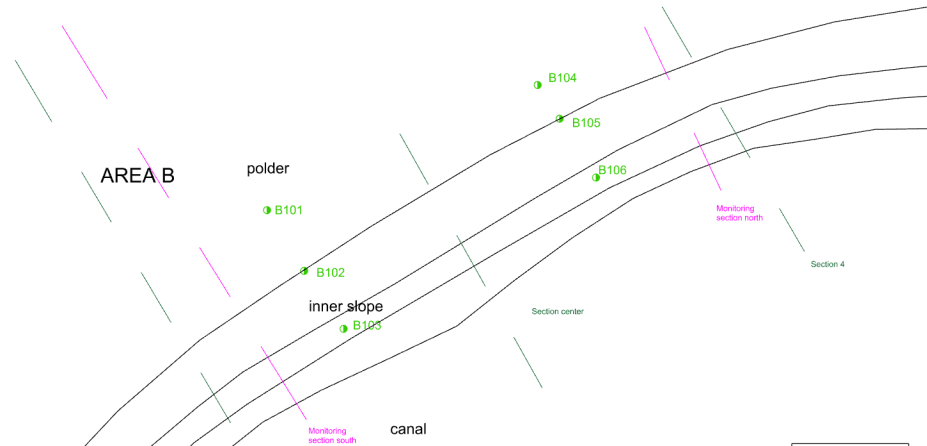 B104
B105
polder
AREA B
B106
B101
Monitoring
section north
Section 4
B102
inner slope
Section center
B103
Monitoring
section south
canal